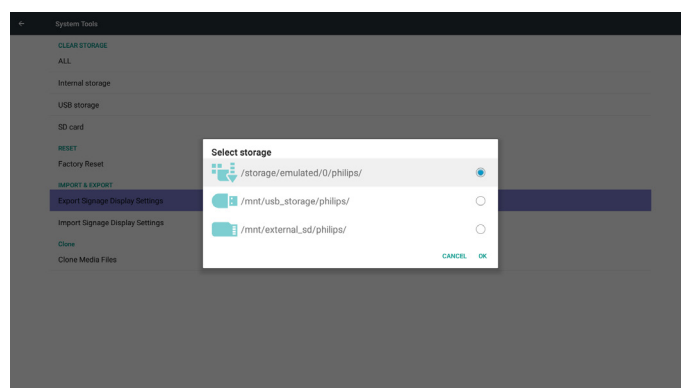 System Tools
CLEAR STORAGE
ALL
Internal storage
USB storage
SD card
RESET
Factory Reset
IMPORT & EXPORT
Export Signage Display Settings
Import Signage Display Settings
Clone
Clone Media Files
Select storage
/storage/emulated/0/philips/
/mnt/usb_storage/philips/
/mnt/external_sd/philips/
CANCEL OK